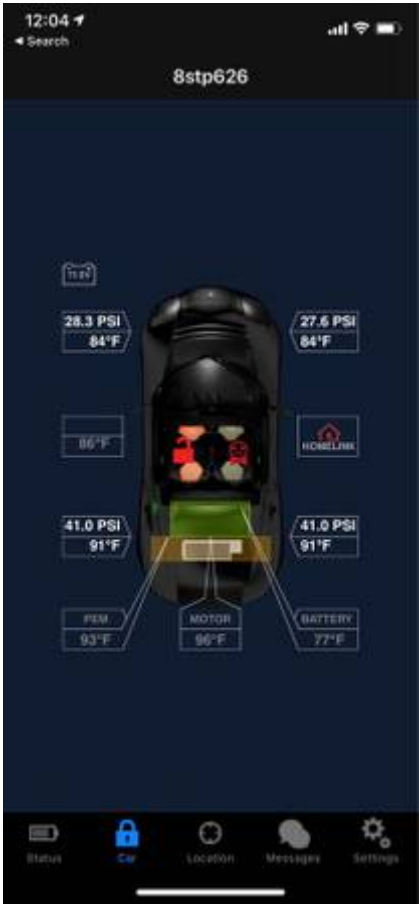 12:04
Search
8stp626
28.3 PSI
84°F
27.6 PSI
84°F
86°F
HOMELINK
41.0 PSI
91°F
41.0 PSI
91°F
PEM
93°F
MOTOR
96°F
BATTERY
77°F
Status
Car
Location
Messages
Settings